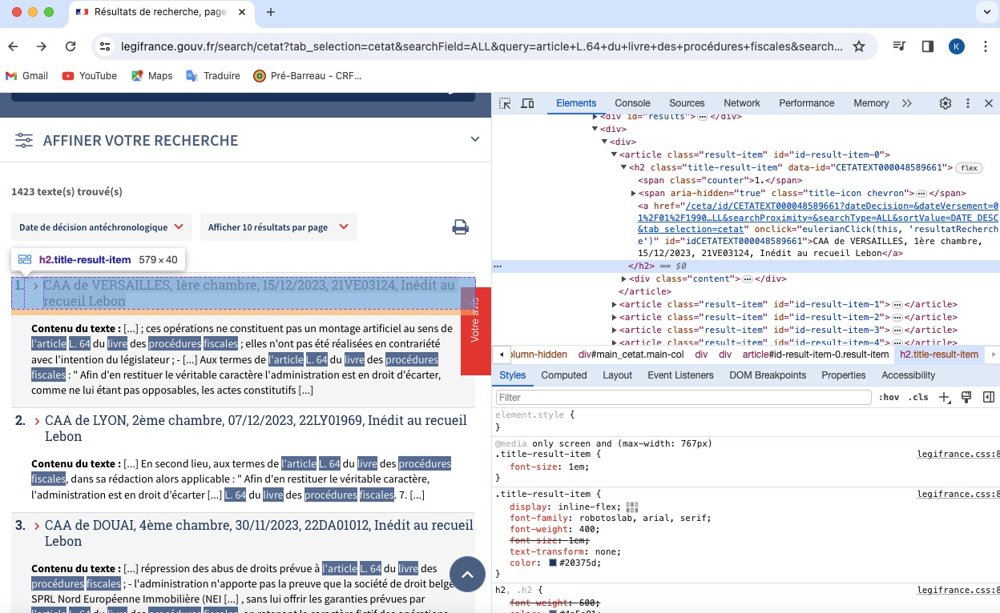 Résultats de recherche, page
legifrance.gouv.fr/search/cetat?tab_selection=cetat&searchField=ALL&query=article+L.64+du+livre+des+procédures+fiscales&search...
K
Gmail YouTube Maps Traduire Pré-Barreau - CRF...
AFFINER VOTRE RECHERCHE
1423 texte(s) trouvé(s)
Date de décision antéchronologique Afficher 10 résultats par page
h2.title-result-item 579 × 40
1. CAA de VERSAILLES, 1ère chambre, 15/12/2023, 21VE03124, Inédit au
recueil Lebon
Votre avis
Contenu du texte : [...] ; ces opérations ne constituent pas un montage artificiel au sens de
l'article L. 64 du livre des procédures fiscales ; elles n'ont pas été réalisées en contrariété
avec l'intention du législateur ; - [...] Aux termes de l'article L. 64 du livre des procédures
fiscales : " Afin d'en restituer le véritable caractère l'administration est en droit d'écarter,
comme ne lui étant pas opposables, les actes constitutifs [...]
2. CAA de LYON, 2ème chambre, 07/12/2023, 22LY01969, Inédit au recueil
Lebon
Contenu du texte : [...] En second lieu, aux termes de l'article L. 64 du livre des procédures
fiscales, dans sa rédaction alors applicable : " Afin d'en restituer le véritable caractère,
l'administration est en droit d'écarter [...] L. 64 du livre des procédures fiscales. 7. [...]
3. CAA de DOUAI, 4ème chambre, 30/11/2023, 22DA01012, Inédit au recueil
Lebon
Contenu du texte : [...] répression des abus de droits prévue à l'article L. 64 du livre des
procédures fiscales ; - l'administration n'apporte pas la preuve que la société de droit belge
SPRL Nord Européenne Immobilière (NEI [...] , sans lui offrir les garanties prévues par
l'article L. 64 du livre des procédures fiscales, en retenant le caractère fictif des opérations
Elements Console Sources Network Performance Memory
<div id="results"> ... </div>
<div>
<div>
<article class="result-item" id="id-result-item-0">
<h2 class="title-result-item" data-id="CETATEXT000048589661"> flex
<span class="counter">1.</span>
<span aria-hidden="true" class="title-icon chevron"> ... </span>
<a href="/ceta/id/CETATEXT000048589661?dateDecision=&dateVersement=0
1%2F01%2F1990…LL&searchProximity=&searchType=ALL&sortValue=DATE_DESC
&tab_selection=cetat" onclick="eulerianClick(this, 'resultatRecherch
e')" id="idCETATEXT000048589661">CAA de VERSAILLES, 1ère chambre,
15/12/2023, 21VE03124, Inédit au recueil Lebon</a>
... </h2> == $0
<div class="content"> ... </div>
</article>
<article class="result-item" id="id-result-item-1"> ... </article>
<article class="result-item" id="id-result-item-2"> ... </article>
<article class="result-item" id="id-result-item-3"> ... </article>
<article class="result-item" id="id-result-item-4"> ... </article>
olumn-hidden div#main_cetat.main-col div div article#id-result-item-0.result-item h2.title-result-item
Styles Computed Layout Event Listeners DOM Breakpoints Properties Accessibility
Filter :hov .cls
element.style {
}
@media only screen and (max-width: 767px)
.title-result-item { legifrance.css:8
font-size: 1em;
}
.title-result-item { legifrance.css:8
display: inline-flex;
font-family: robotoslab, arial, serif;
font-weight: 400;
font-size: 1em;
text-transform: none;
color: #20375d;
}
h2, .h2 { legifrance.css:8
font-weight: 600;